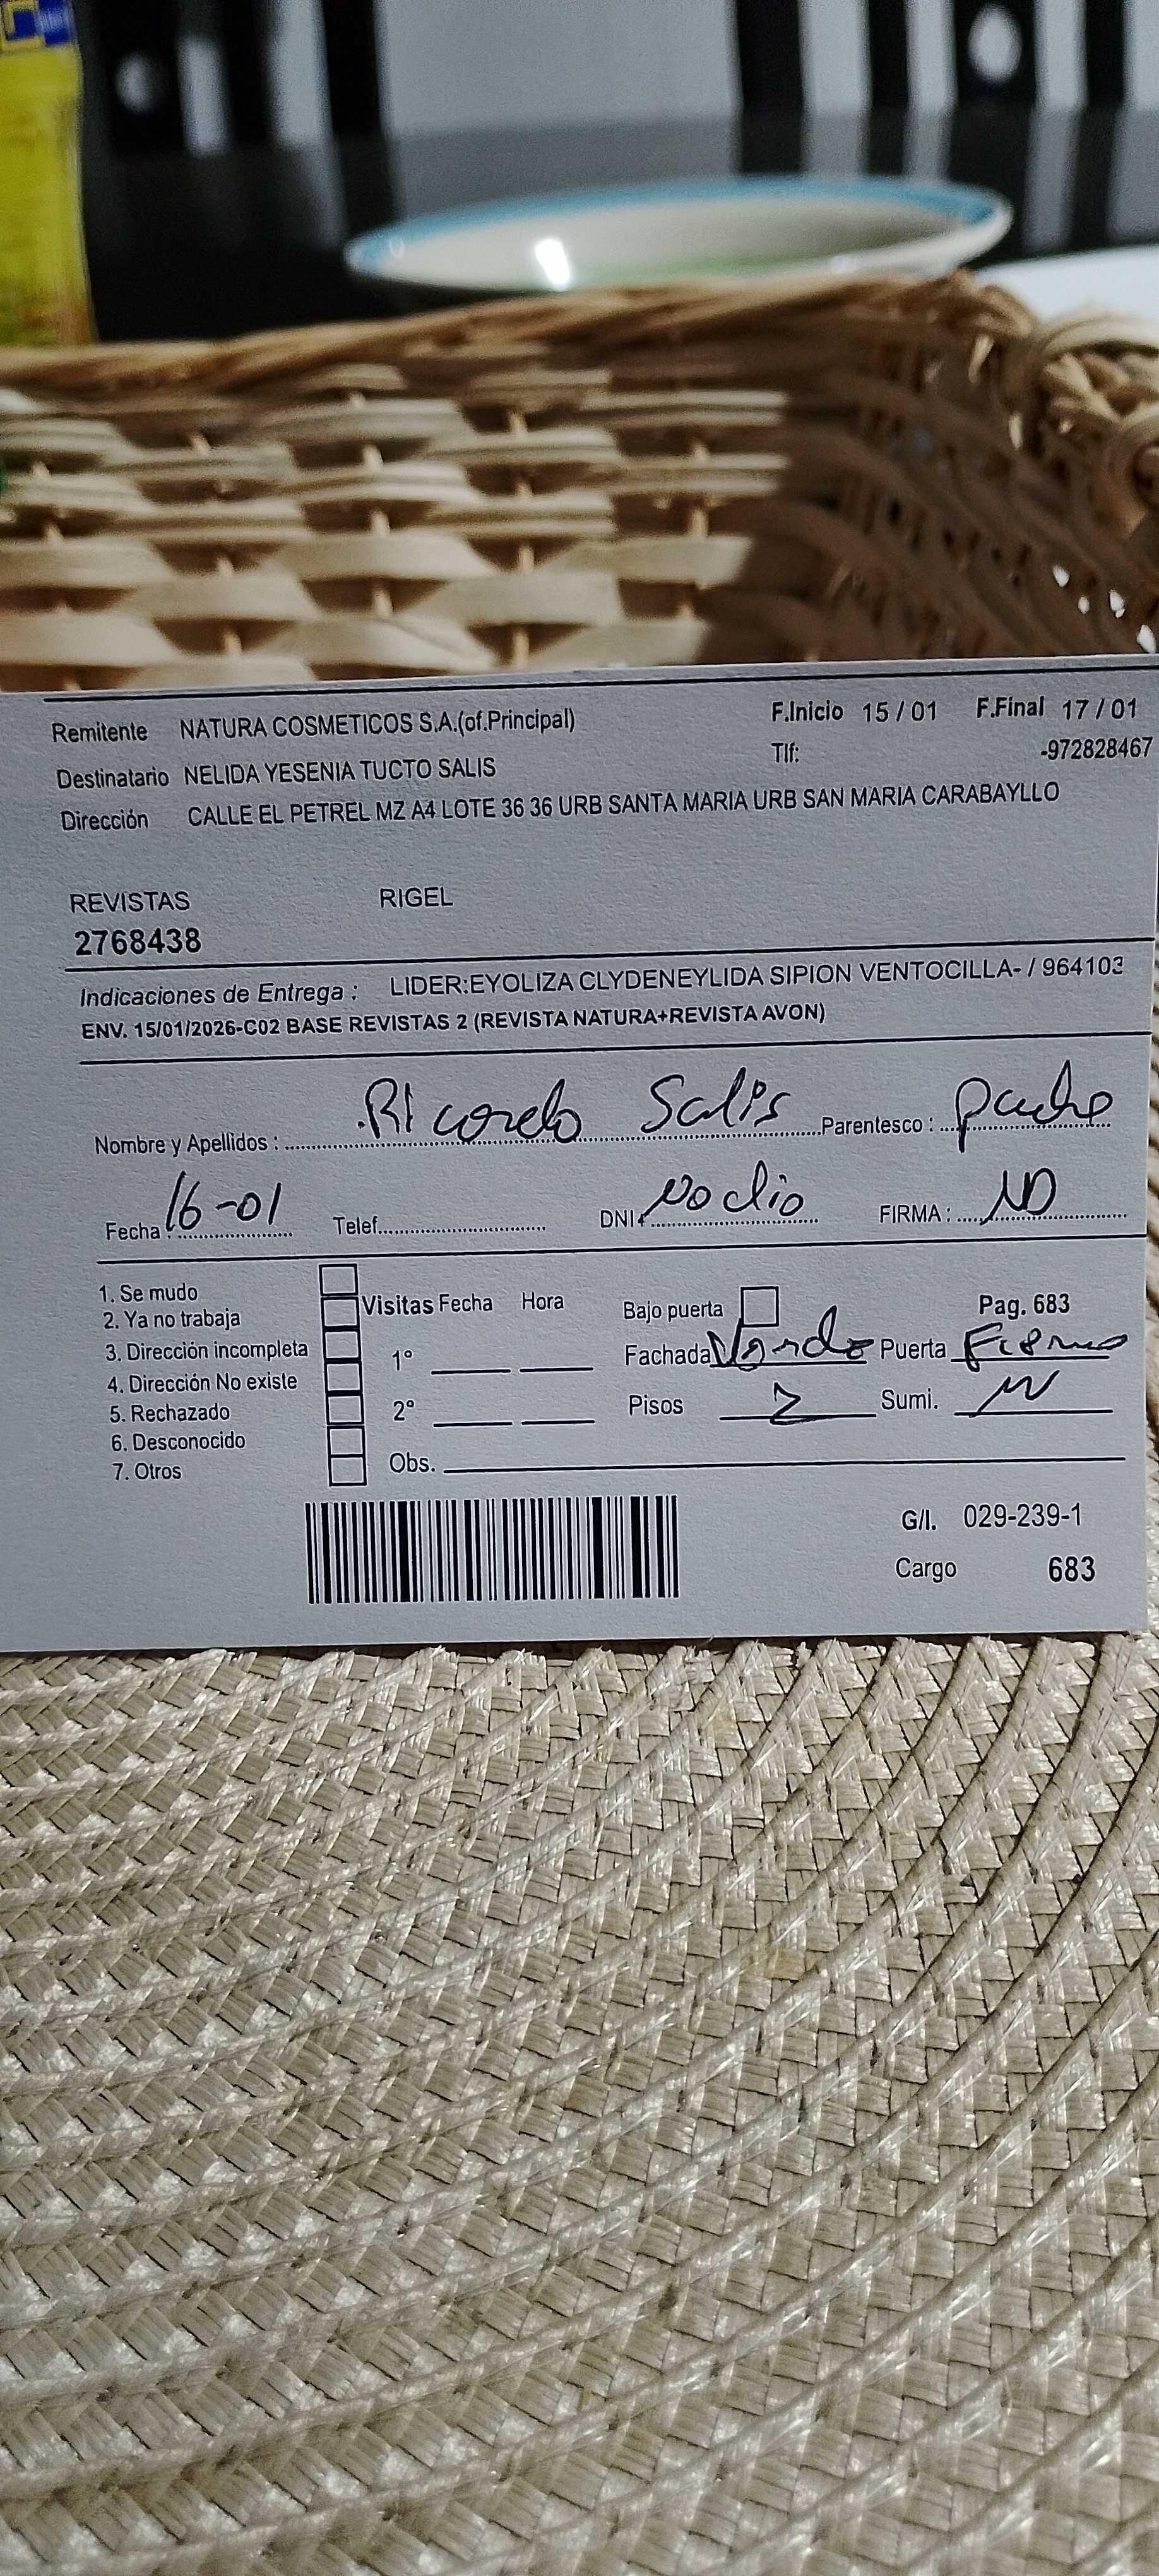 Remitente NATURA COSMETICOS S.A.(of.Principal) F.Inicio 15 / 01 F.Final 17 / 01
Destinatario NELIDA YESENIA TUCTO SALIS Tlf: -972828467
Dirección CALLE EL PETREL MZ A4 LOTE 36 36 URB SANTA MARIA URB SAN MARIA CARABAYLLO
REVISTAS RIGEL
2768438
Indicaciones de Entrega : LIDER:EYOLIZA CLYDENEYLIDA SIPION VENTOCILLA- / 964103
ENV. 15/01/2026-C02 BASE REVISTAS 2 (REVISTA NATURA+REVISTA AVON)
Nombre y Apellidos : Ricardo Salis Parentesco : padre
Fecha : 16-01 Telef. DNI: No dio FIRMA :
1. Se mudo
2. Ya no trabaja Visitas Fecha Hora Bajo puerta Pag. 683
3. Dirección incompleta 1° Fachada Verde Puerta Fierro
4. Dirección No existe
5. Rechazado 2° Pisos 2 Sumi.
6. Desconocido
7. Otros Obs.
G/I. 029-239-1
Cargo 683